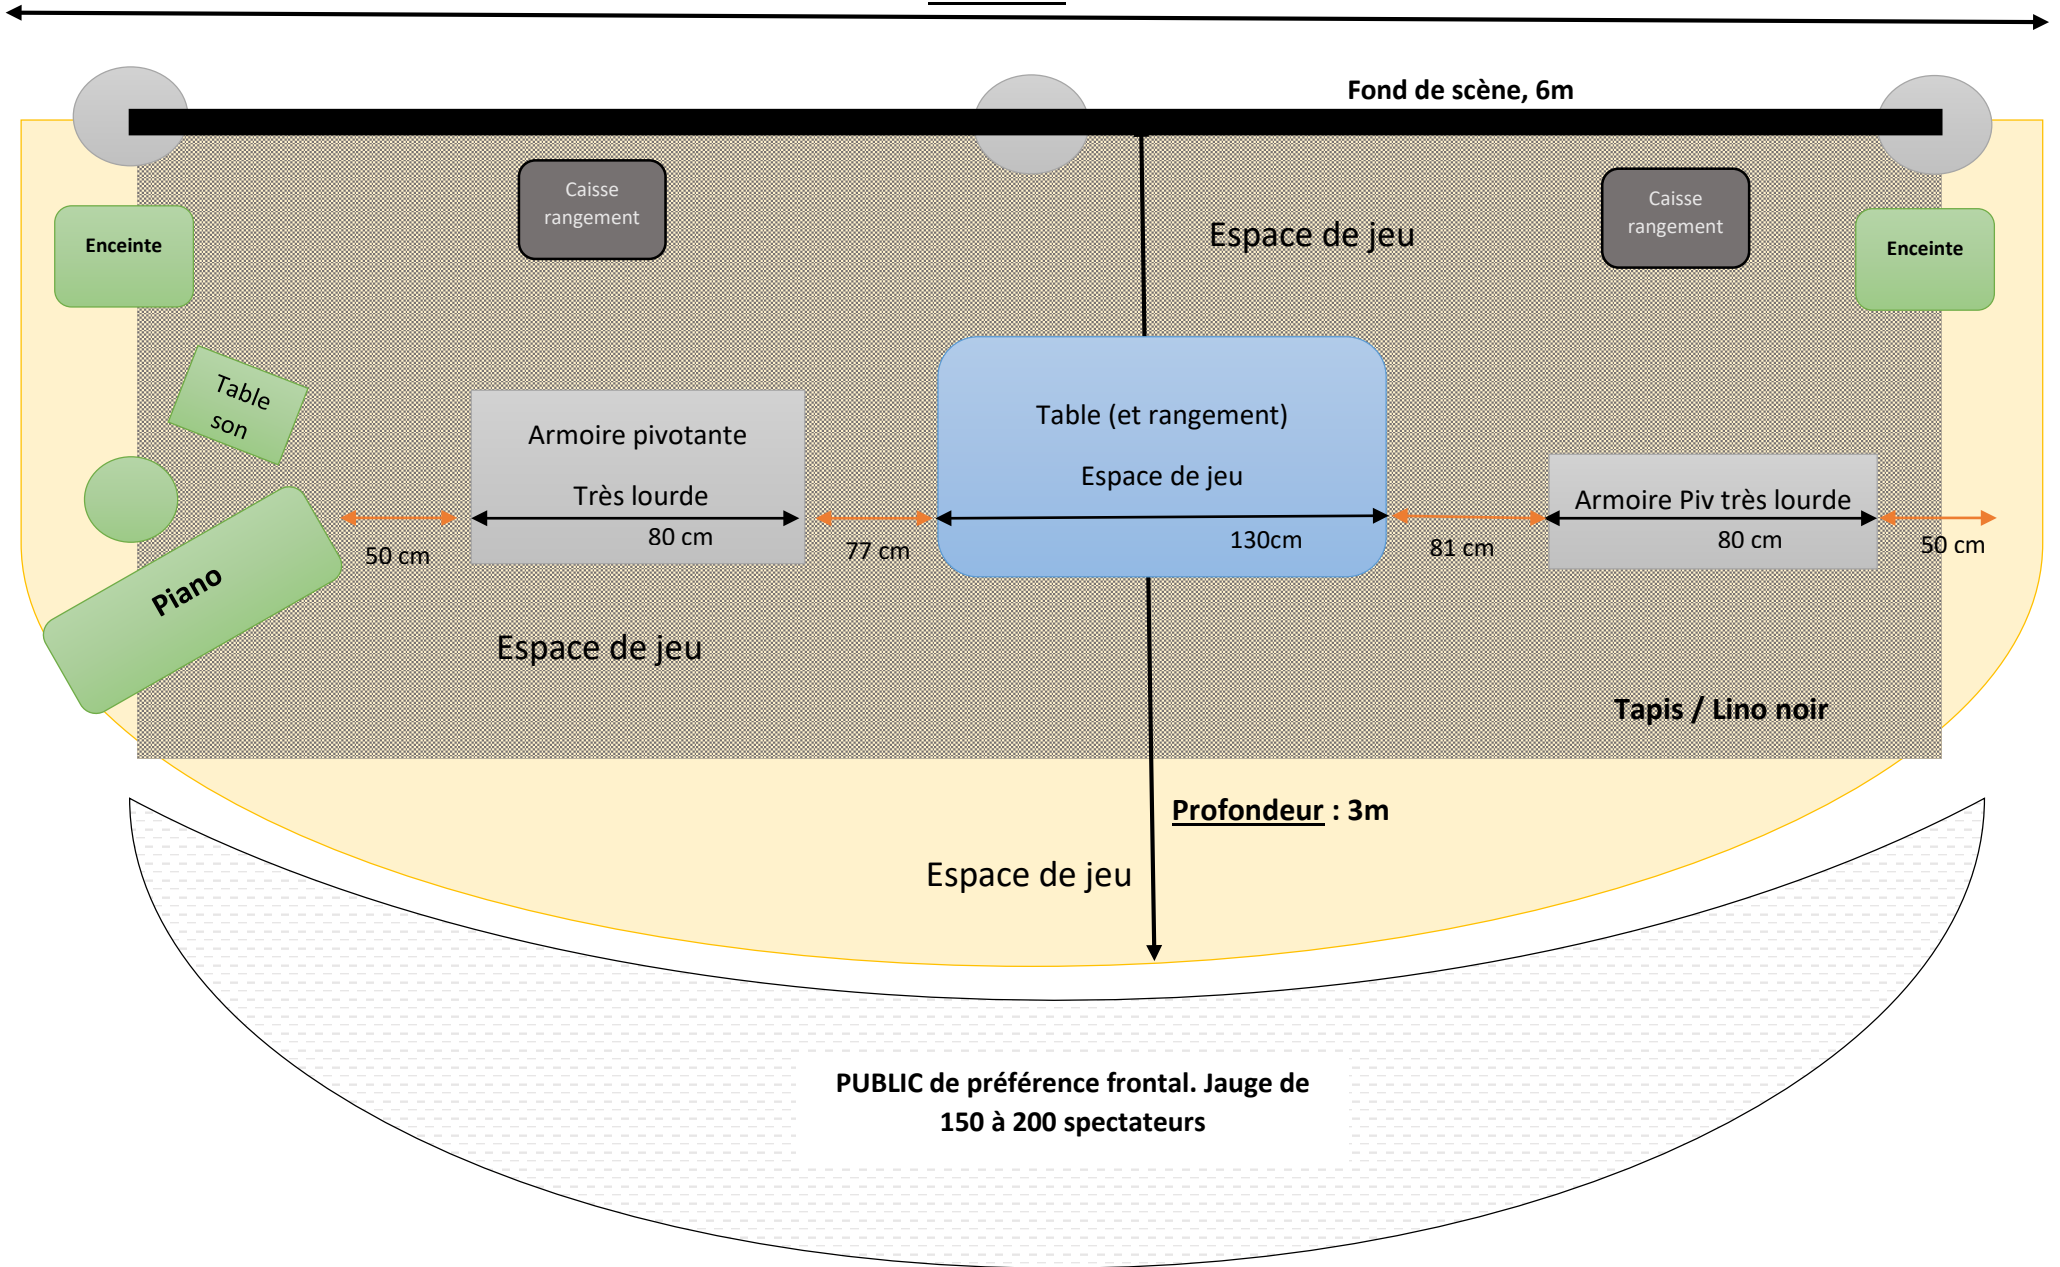 Fond de scène, 6m
Caisse
rangement
Caisse
rangement
Enceinte
Espace de jeu
Enceinte
Table
son
Armoire pivotante
Très lourde
80 cm
Table (et rangement)
Espace de jeu
130cm
Armoire Piv très lourde
80 cm
50 cm
77 cm
81 cm
50 cm
Piano
Espace de jeu
Tapis / Lino noir
Profondeur : 3m
Espace de jeu
PUBLIC de préférence frontal. Jauge de
150 à 200 spectateurs